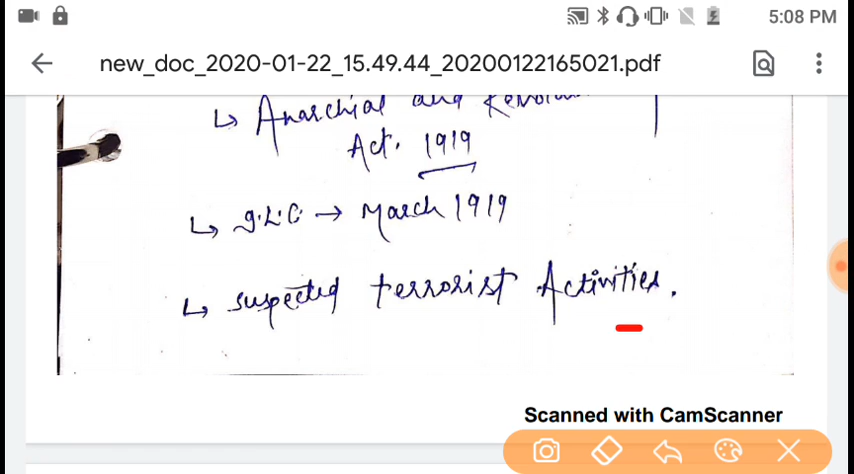 5:08 PM
new_doc_2020-01-22_15.49.44_20200122165021.pdf
↳ Anarchial and
Act. 1919
↳ I.L.C. → March 1919
↳ suspected terrorist Activities.
Scanned with CamScanner